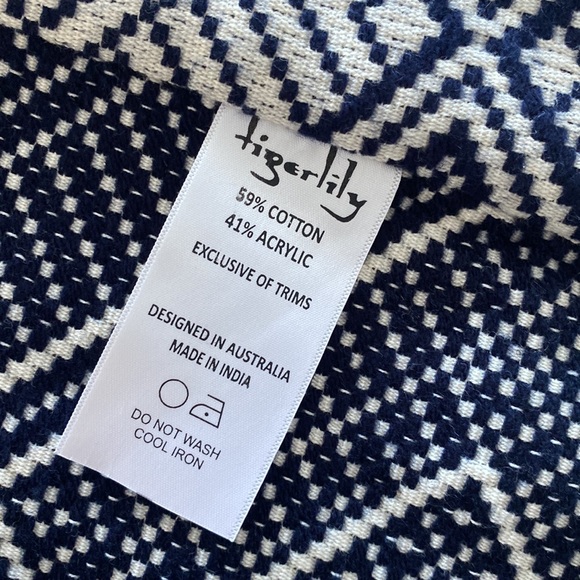 tigerlily
59% COTTON
41% ACRYLIC
EXCLUSIVE OF TRIMS
DESIGNED IN AUSTRALIA
MADE IN INDIA
DO NOT WASH
COOL IRON